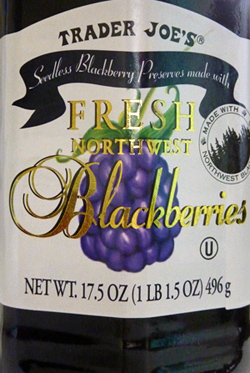 TRADER JOE'S®
Seedless Blackberry Preserves made with
FRESH
NORTHWEST
Blackberries
MADE WITH
NORTHWEST
U
NET WT. 17.5 OZ (1 LB 1.5 OZ) 496 g